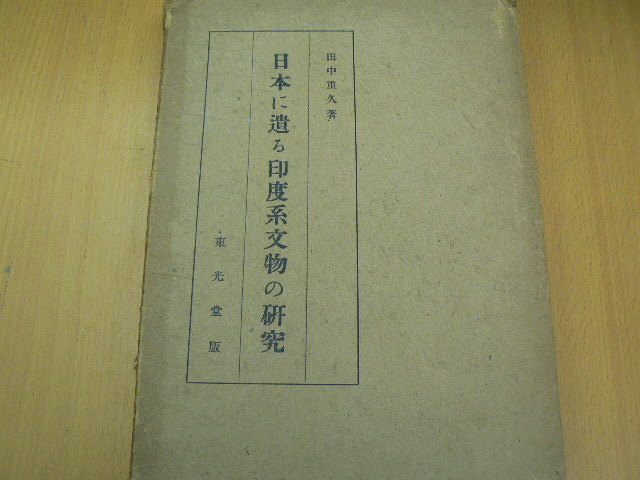 田中重久著
日本に遺る印度系文物の研究
東光堂版